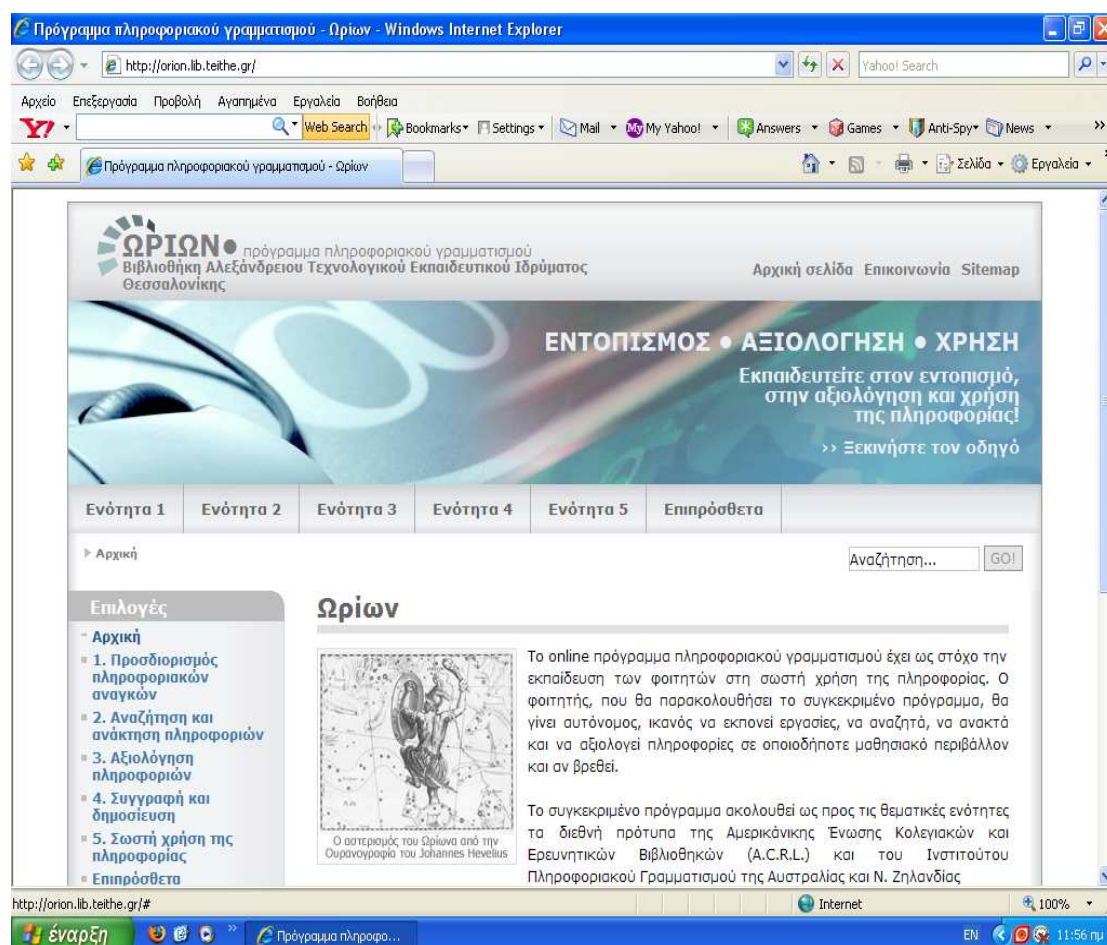 Πρόγραμμα πληροφοριακού γραμματισμού - Ωρίων - Windows Internet Explorer
http://orion.lib.teithe.gr/
Yahoo! Search
Αρχείο Επεξεργασία Προβολή Αγαπημένα Εργαλεία Βοήθεια
Y! Web Search Bookmarks Settings Mail My My Yahoo! Answers Games Anti-Spy News »
Πρόγραμμα πληροφοριακού γραμματισμού - Ωρίων
Σελίδα Εργαλεία
ΩΡΙΩΝ πρόγραμμα πληροφοριακού γραμματισμού
Βιβλιοθήκη Αλεξάνδρειου Τεχνολογικού Εκπαιδευτικού Ιδρύματος
Θεσσαλονίκης
Αρχική σελίδα Επικοινωνία Sitemap
ΕΝΤΟΠΙΣΜΟΣ ● ΑΞΙΟΛΟΓΗΣΗ ● ΧΡΗΣΗ
Εκπαιδευτείτε στον εντοπισμό,
στην αξιολόγηση και χρήση
της πληροφορίας!
>> Ξεκινήστε τον οδηγό
Ενότητα 1 Ενότητα 2 Ενότητα 3 Ενότητα 4 Ενότητα 5 Επιπρόσθετα
Αρχική
Αναζήτηση... GO!
Επιλογές
Αρχική
1. Προσδιορισμός
πληροφοριακών
αναγκών
2. Αναζήτηση και
ανάκτηση πληροφοριών
3. Αξιολόγηση
πληροφοριών
4. Συγγραφή και
δημοσίευση
5. Σωστή χρήση της
πληροφορίας
Επιπρόσθετα
Ωρίων
Ο αστερισμός του Ωρίωνα από την
Ουρανογραφία του Johannes Hevelius
Το online πρόγραμμα πληροφοριακού γραμματισμού έχει ως στόχο την
εκπαίδευση των φοιτητών στη σωστή χρήση της πληροφορίας. Ο
φοιτητής, που θα παρακολουθήσει το συγκεκριμένο πρόγραμμα, θα
γίνει αυτόνομος, ικανός να εκπονεί εργασίες, να αναζητά, να ανακτά
και να αξιολογεί πληροφορίες σε οποιοδήποτε μαθησιακό περιβάλλον
και αν βρεθεί.
Το συγκεκριμένο πρόγραμμα ακολουθεί ως προς τις θεματικές ενότητες
τα διεθνή πρότυπα της Αμερικάνικης Ένωσης Κολεγιακών και
Ερευνητικών Βιβλιοθηκών (A.C.R.L.) και του Ινστιτούτου
Πληροφοριακού Γραμματισμού της Αυστραλίας και Ν. Ζηλανδίας
http://orion.lib.teithe.gr/#
Internet 100%
έναρξη » Πρόγραμμα πληροφο... EN 11:56 πμ